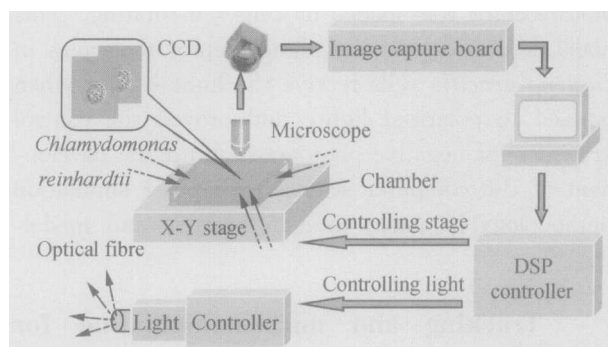 CCD
Image capture board
Microscope
Chlamydomonas
reinhardtii
Chamber
X-Y stage
Controlling stage
Optical fibre
DSP
controller
Controlling light
Light
Controller